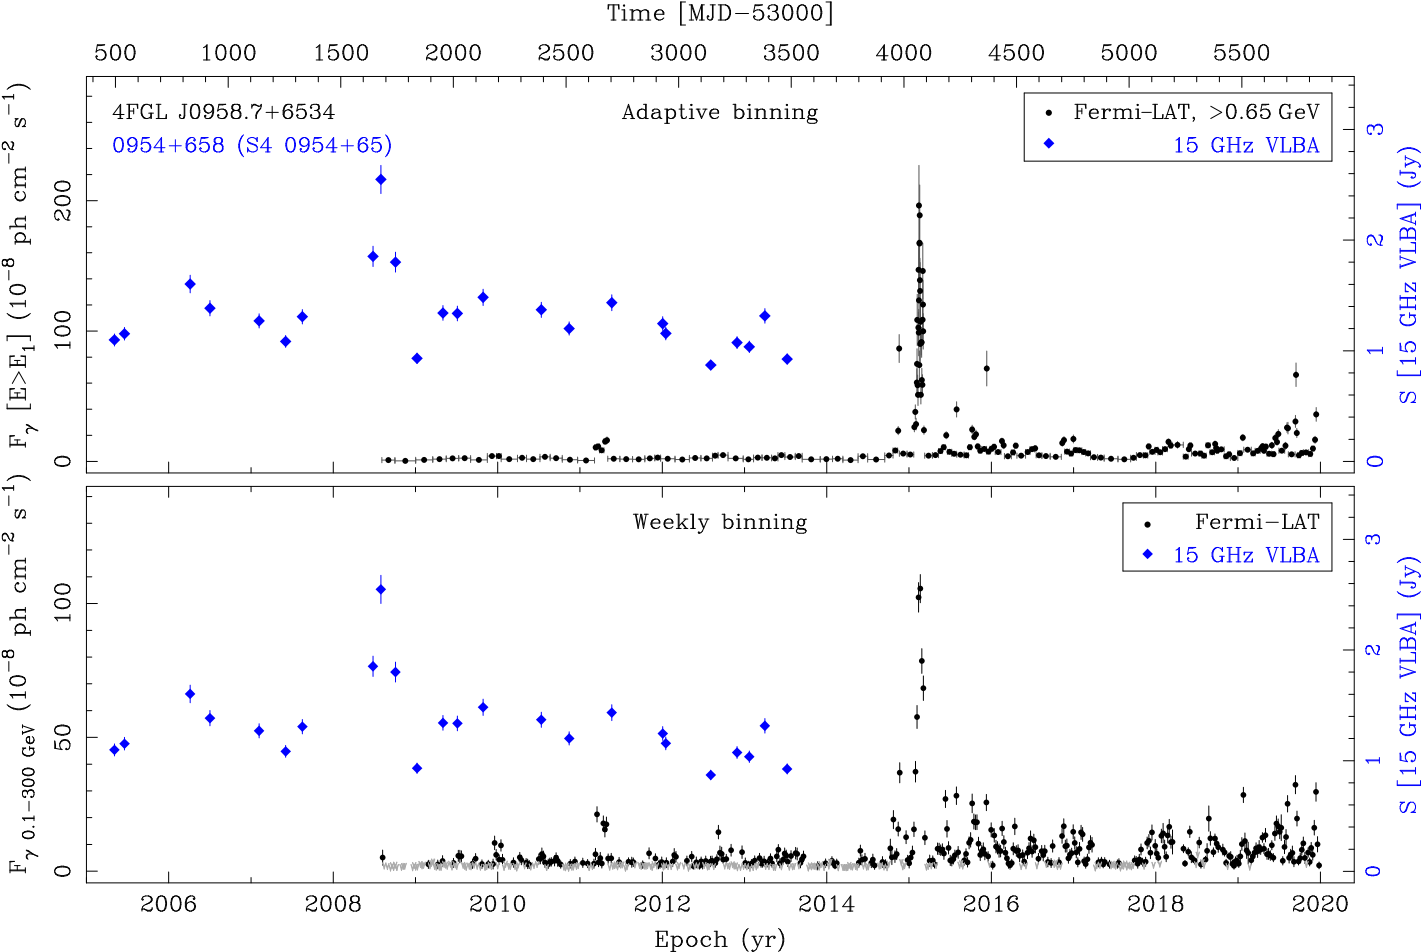 Time [MJD−53000]
500 1000 1500 2000 2500 3000 3500 4000 4500 5000 5500
4FGL J0958.7+6534
0954+658 (S4 0954+65)
Adaptive binning
Fermi−LAT, >0.65 GeV
15 GHz VLBA
F_γ [E>E_1] (10^−8 ph cm^−2 s^−1)
200
100
0
S [15 GHz VLBA] (Jy)
3
2
1
0
Weekly binning
Fermi−LAT
15 GHz VLBA
F_γ 0.1−300 GeV (10^−8 ph cm^−2 s^−1)
100
50
0
S [15 GHz VLBA] (Jy)
3
2
1
0
2006 2008 2010 2012 2014 2016 2018 2020
Epoch (yr)